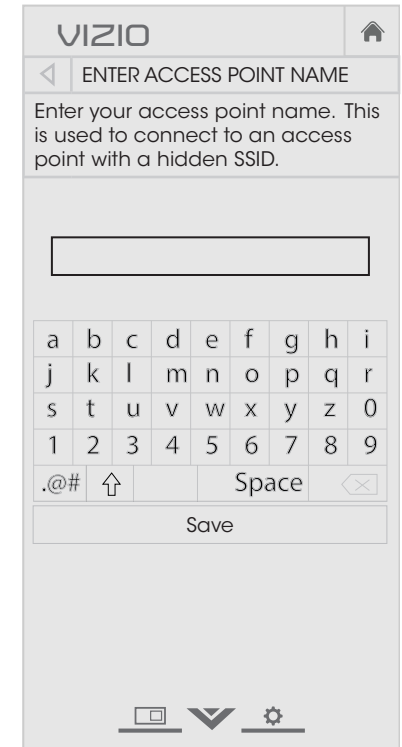 VIZIO
ENTER ACCESS POINT NAME
Enter your access point name. This
is used to connect to an access
point with a hidden SSID.
a b c d e f g h i
j k l m n o p q r
s t u v w x y z 0
1 2 3 4 5 6 7 8 9
.@# Space
Save